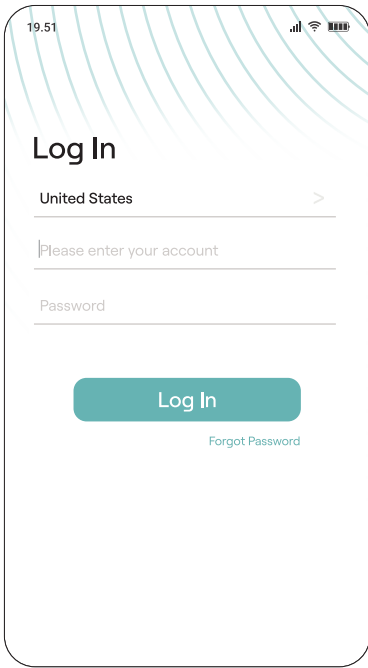 19.51
Log In
United States >
Please enter your account
Password
Log In
Forgot Password